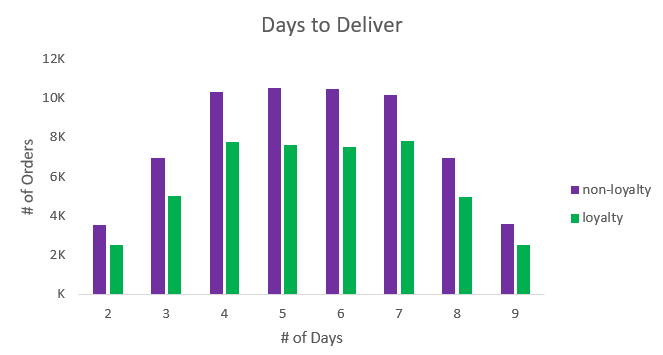 Days to Deliver
12K
10K
8K
6K
4K
2K
K
# of Orders
2 3 4 5 6 7 8 9
# of Days
non-loyalty
loyalty